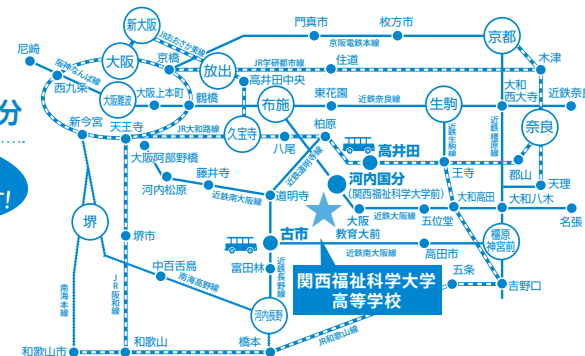 新大阪
JRおおさか東線
門真市
枚方市
京都
尼崎
大阪
京橋
京阪電鉄本線
阪神なんば線
放出
JR学研都市線
住道
木津
西九条
高井田中央
大阪難波
大阪上本町
鶴橋
布施
東花園
近鉄奈良線
生駒
大和
西大寺
近鉄奈良
分
新今宮
天王寺
JR大和路線
久宝寺
八尾
柏原
近鉄生駒線
近鉄橿原線
奈良
大阪阿部野橋
高井田
近鉄道明寺線
王寺
郡山
河内松原
藤井寺
河内国分
(関西福祉科学大学前)
天理
す!
近鉄南大阪線
道明寺
大和高田
大和八木
大阪
教育大前
近鉄大阪線
五位堂
名張
堺
堺市
古市
近鉄南大阪線
高田市
橿原
神宮前
中百舌鳥
富田林
近鉄長野線
関西福祉科学大学
高等学校
五条
吉野口
南海本線
JR阪和線
南海高野線
河内長野
和歌山市
和歌山
橋本
JR和歌山線